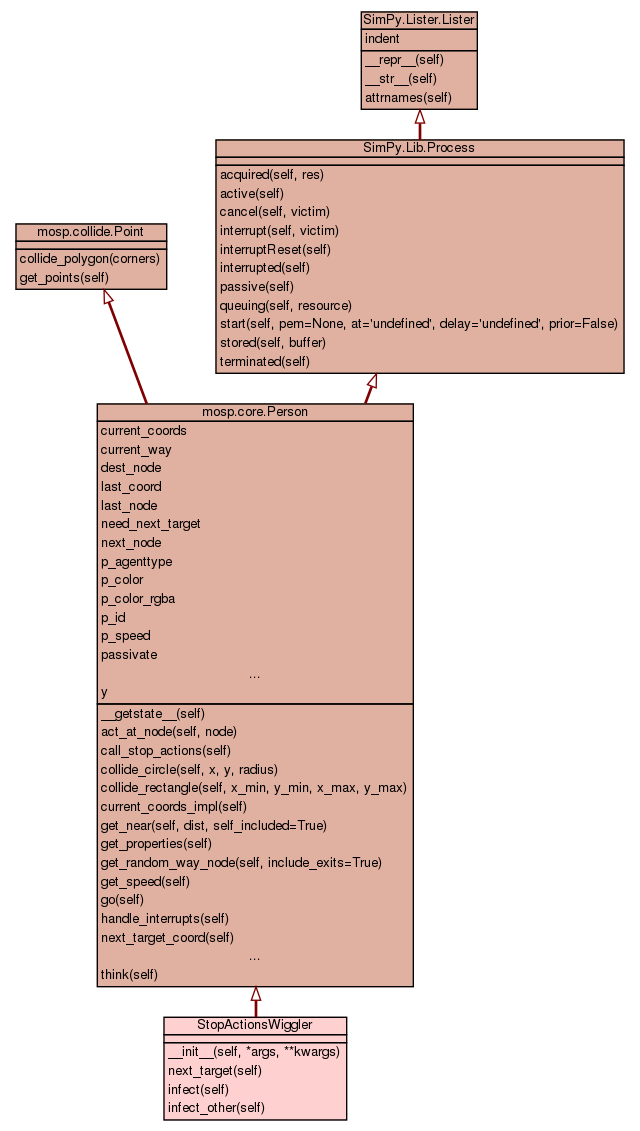 SimPy.Lister.Lister
indent
__repr__(self)
__str__(self)
attrnames(self)
SimPy.Lib.Process
acquired(self, res)
active(self)
cancel(self, victim)
interrupt(self, victim)
interruptReset(self)
interrupted(self)
passive(self)
queuing(self, resource)
start(self, pem=None, at='undefined', delay='undefined', prior=False)
stored(self, buffer)
terminated(self)
mosp.collide.Point
collide_polygon(corners)
get_points(self)
mosp.core.Person
current_coords
current_way
dest_node
last_coord
last_node
need_next_target
next_node
p_agenttype
p_color
p_color_rgba
p_id
p_speed
passivate
...
y
__getstate__(self)
act_at_node(self, node)
call_stop_actions(self)
collide_circle(self, x, y, radius)
collide_rectangle(self, x_min, y_min, x_max, y_max)
current_coords_impl(self)
get_near(self, dist, self_included=True)
get_properties(self)
get_random_way_node(self, include_exits=True)
get_speed(self)
go(self)
handle_interrupts(self)
next_target_coord(self)
...
think(self)
StopActionsWiggler
__init__(self, *args, **kwargs)
next_target(self)
infect(self)
infect_other(self)